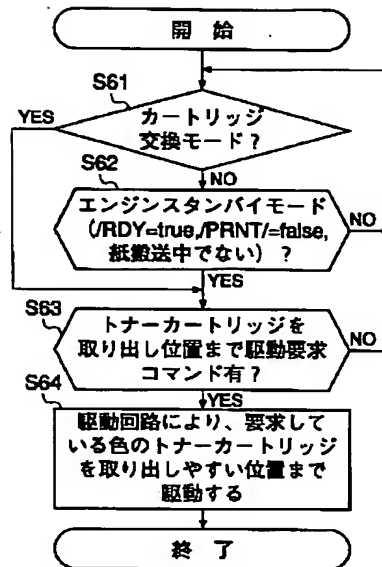 開 始
S61
カートリッジ
交換モード？
YES
NO
S62
エンジンスタンバイモード
(/RDY=true,/PRNT/=false,
紙搬送中でない) ？
NO
YES
S63
トナーカートリッジを
取り出し位置まで駆動要求
コマンド有？
NO
YES
S64
駆動回路により、要求して
いる色のトナーカートリッジ
を取り出しやすい位置まで
駆動する
終 了